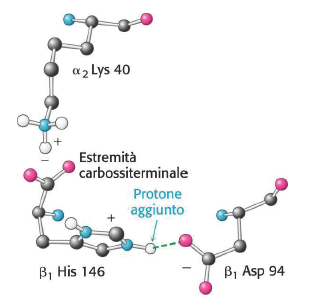 α₂ Lys 40
+
−
Estremità
carbossiterminale
Protone
aggiunto
+
β₁ His 146
−
β₁ Asp 94